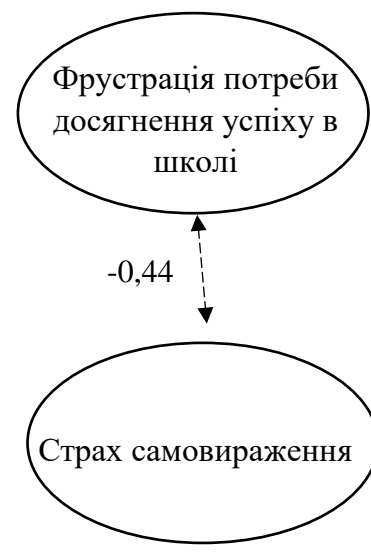 Фрустрація потреби
досягнення успіху в
школі
-0,44
Страх самовираження